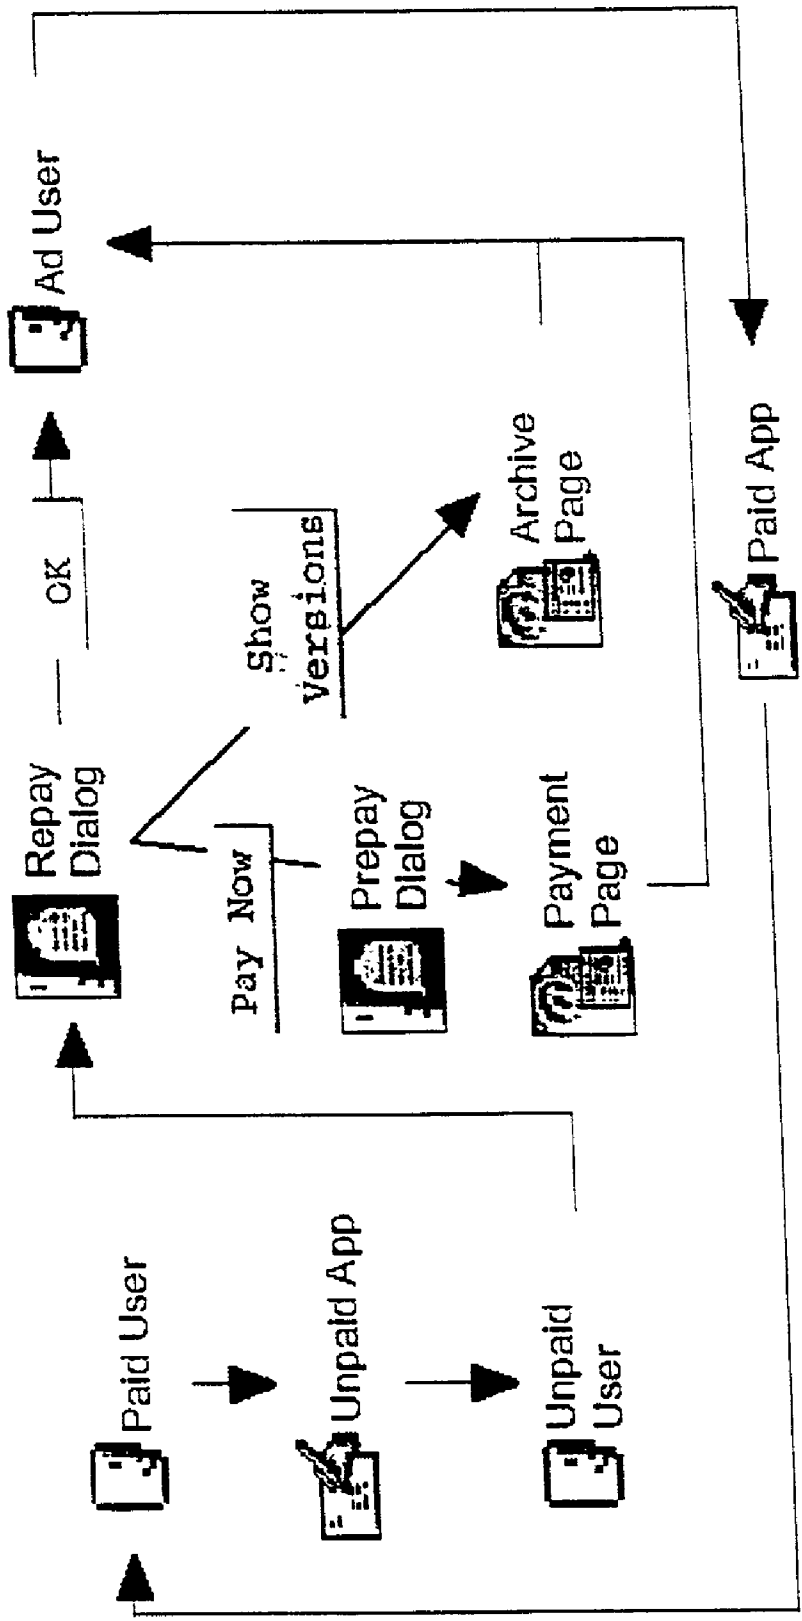 Paid User
Unpaid App
Unpaid
User
Repay
Dialog
Pay Now
Prepay
Dialog
Payment
Page
OK
Show
Versions
Archive
Page
Ad User
Paid App